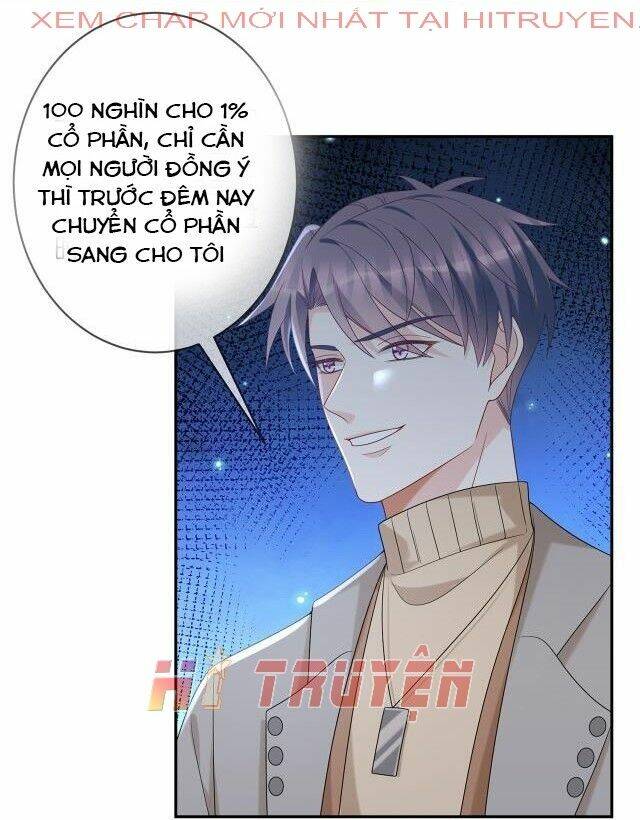 XEM CHAP MỚI NHẤT TẠI HITRUYEN.
100 NGHÌN CHO 1%
CỔ PHẦN, CHỈ CẦN
MỌI NGƯỜI ĐỒNG Ý
THÌ TRƯỚC ĐÊM NAY
CHUYỂN CỔ PHẦN
SANG CHO TÔI
HI TRUYỆN